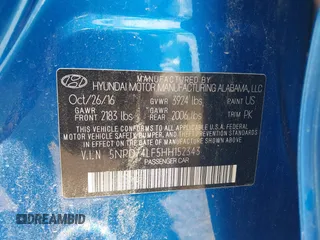 MANUFACTURED BY
HYUNDAI MOTOR MANUFACTURING ALABAMA, LLC
Oct/26/16 GVWR 3924 lbs PAINT US
GAWR FRONT 2183 lbs GAWR REAR 2006 lbs TRIM PK
THIS VEHICLE CONFORMS TO ALL APPLICABLE U.S. FEDERAL
MOTOR VEHICLE SAFETY, BUMPER, AND THEFT PREVENTION
STANDARDS IN EFFECT ON THE DATE OF MANUFACTURE SHOWN ABOVE.
V.I.N 5NPD74LF5HH152343
PASSENGER CAR
DREAMBID